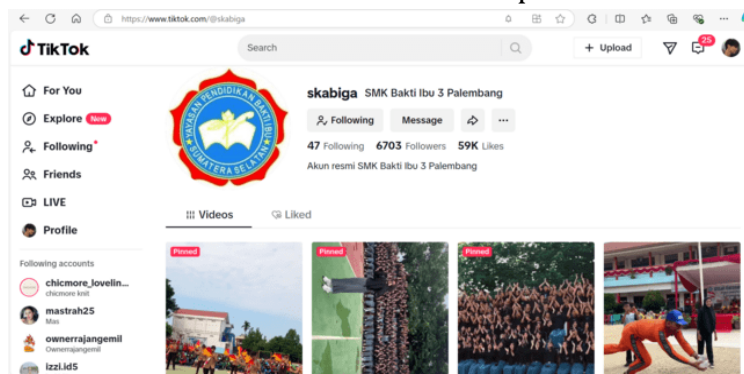 https://www.tiktok.com/@skabiga
TikTok
Search
+ Upload
25
For You
Explore New
Following
Friends
LIVE
Profile
Following accounts
chicmore_lovelin...
chicmore knit
mastrah25
Mas
ownerrajangemil
Ownerrajangemil
izzi.id5
YAYASAN PENDIDIKAN BAKTI IBU
SUMATERA SELATAN
skabiga SMK Bakti Ibu 3 Palembang
Following Message
47 Following 6703 Followers 59K Likes
Akun resmi SMK Bakti Ibu 3 Palembang
Videos Liked
Pinned Pinned Pinned